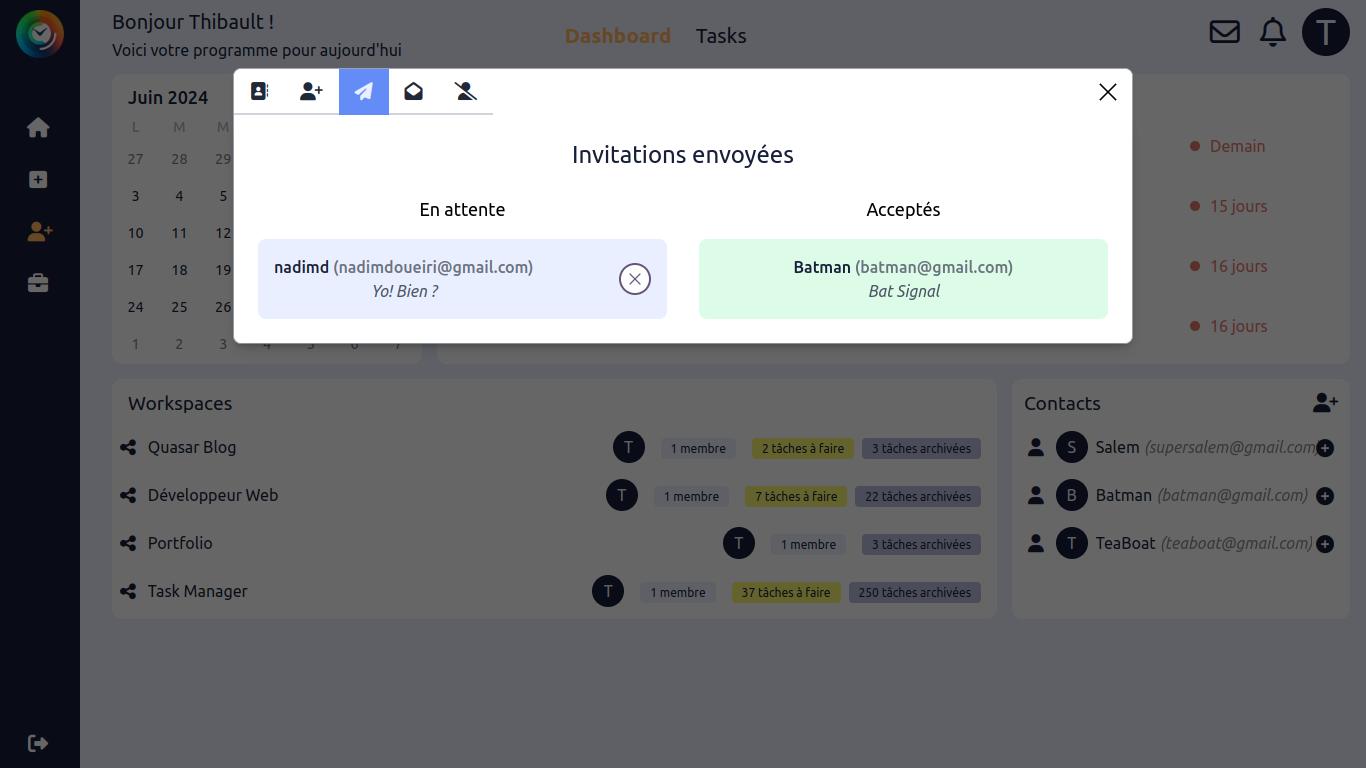 Bonjour Thibault !
Voici votre programme pour aujourd'hui
Dashboard Tasks
T
Juin 2024
L M M
27 28 29
3 4 5
10 11 12
17 18 19
24 25 26
1 2 3 4 5 6 7
Invitations envoyées
En attente
nadimd (nadimdoueiri@gmail.com)
Yo! Bien ?
Acceptés
Batman (batman@gmail.com)
Bat Signal
Demain
15 jours
16 jours
16 jours
Workspaces
Quasar Blog T 1 membre 2 tâches à faire 3 tâches archivées
Développeur Web T 1 membre 7 tâches à faire 22 tâches archivées
Portfolio T 1 membre 3 tâches archivées
Task Manager T 1 membre 37 tâches à faire 250 tâches archivées
Contacts
S Salem (supersalem@gmail.com)
B Batman (batman@gmail.com)
T TeaBoat (teaboat@gmail.com)